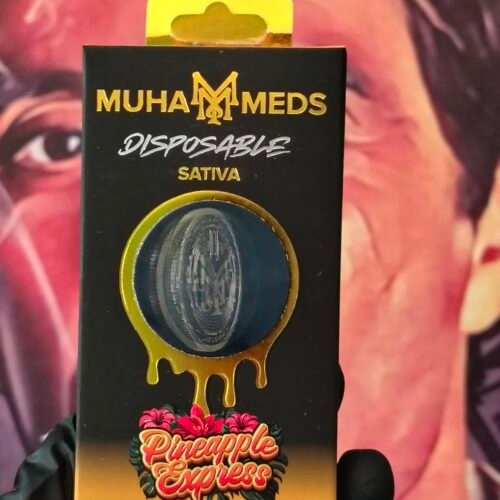 MUHA MEDS
DISPOSABLE
SATIVA
Pineapple
Express